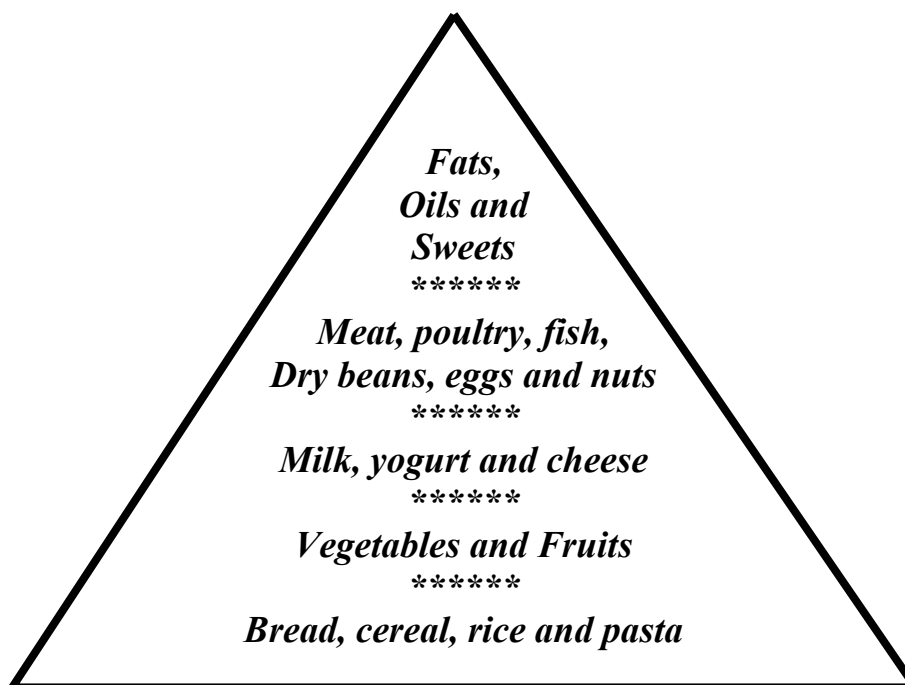 Fats,
Oils and
Sweets
******
Meat, poultry, fish,
Dry beans, eggs and nuts
******
Milk, yogurt and cheese
******
Vegetables and Fruits
******
Bread, cereal, rice and pasta